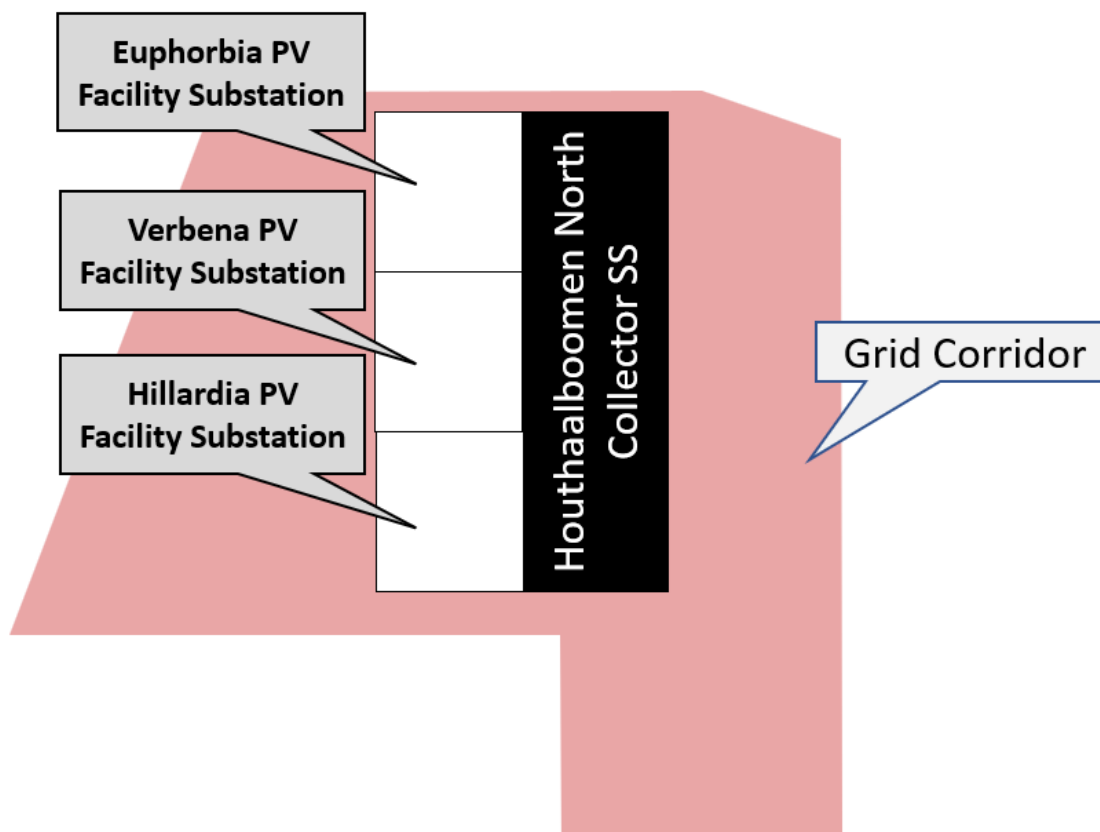 Euphorbia PV
Facility Substation
Verbena PV
Facility Substation
Hillardia PV
Facility Substation
Houthaalboomen North
Collector SS
Grid Corridor